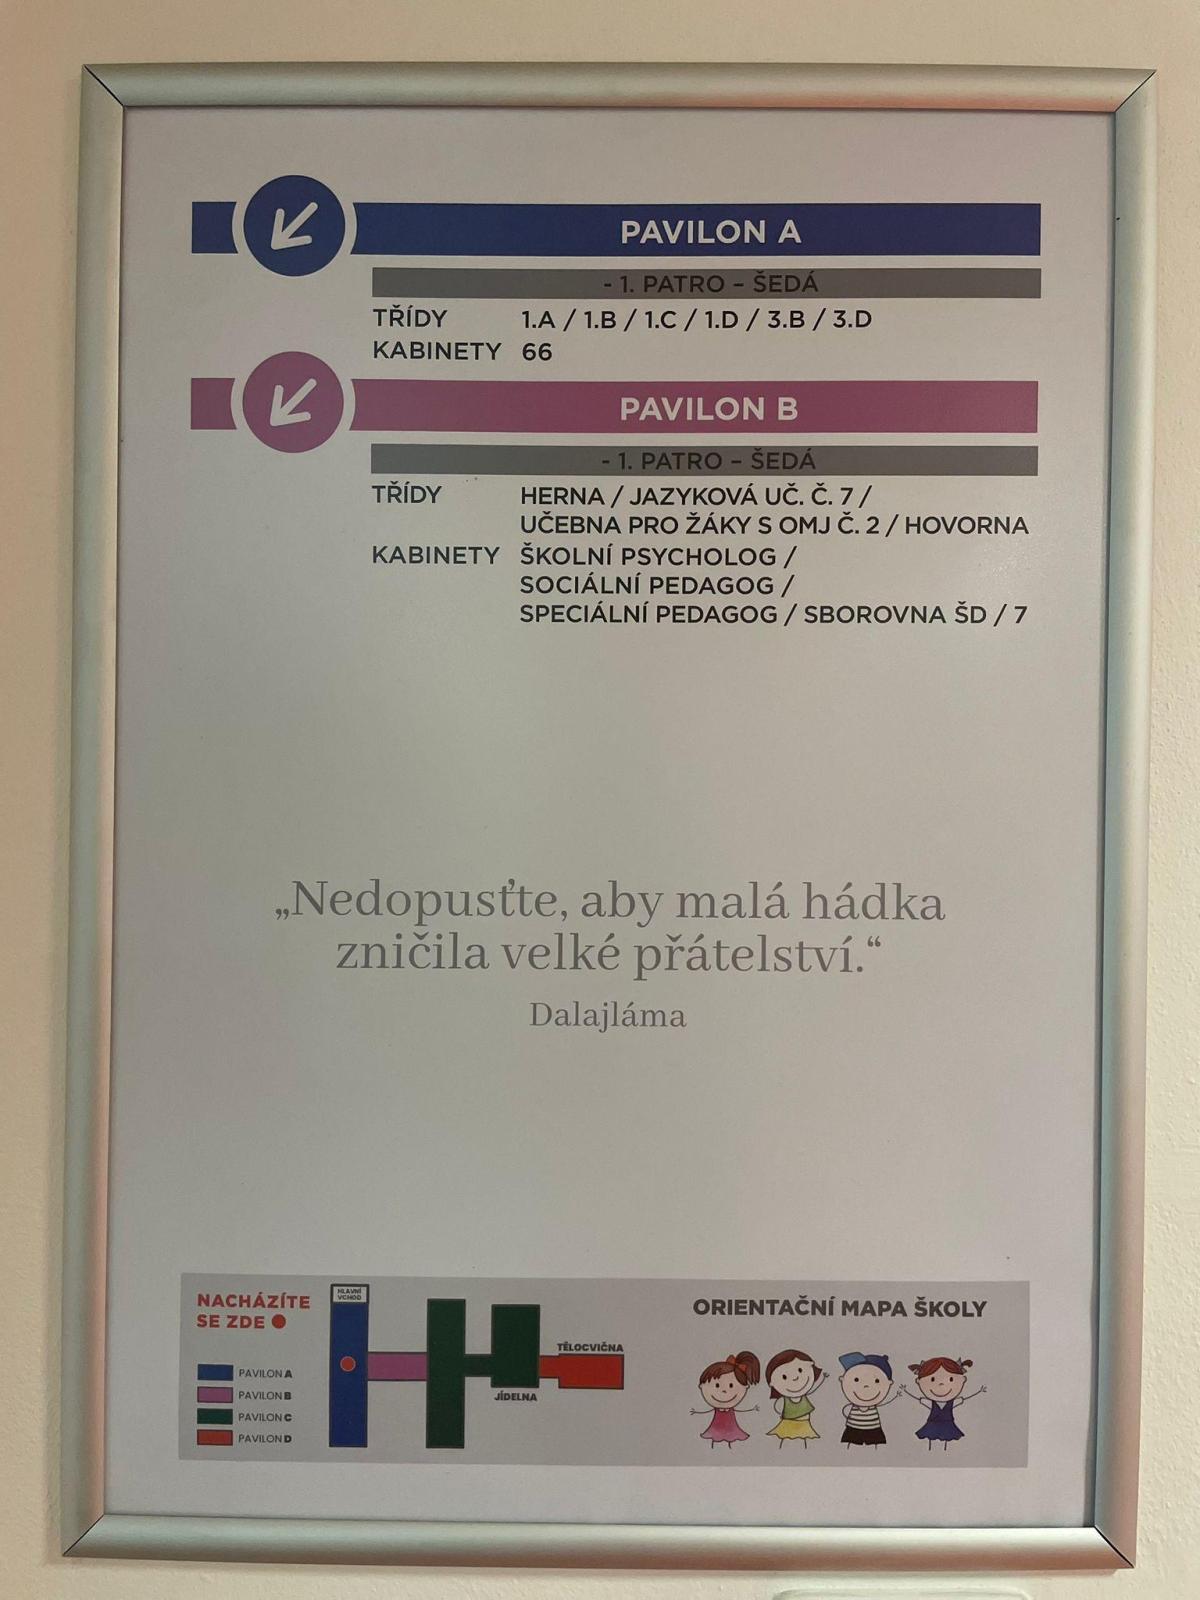 PAVILON A
- 1. PATRO – ŠEDÁ
TŘÍDY 1.A / 1.B / 1.C / 1.D / 3.B / 3.D
KABINETY 66
PAVILON B
- 1. PATRO – ŠEDÁ
TŘÍDY HERNA / JAZYKOVÁ UČ. Č. 7 /
UČEBNA PRO ŽÁKY S OMJ Č. 2 / HOVORNA
KABINETY ŠKOLNÍ PSYCHOLOG /
SOCIÁLNÍ PEDAGOG /
SPECIÁLNÍ PEDAGOG / SBOROVNA ŠD / 7
„Nedopusťte, aby malá hádka
zničila velké přátelství.“
Dalajláma
NACHÁZÍTE
SE ZDE
PAVILON A
PAVILON B
PAVILON C
PAVILON D
HLAVNÍ
VCHOD
TĚLOCVIČNA
JÍDELNA
ORIENTAČNÍ MAPA ŠKOLY